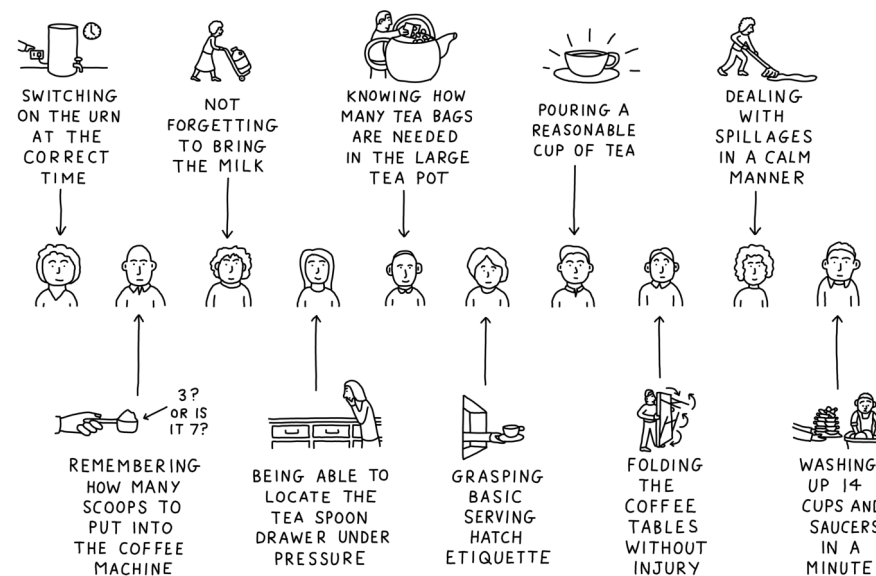 SWITCHING
ON THE URN
AT THE
CORRECT
TIME
NOT
FORGETTING
TO BRING
THE MILK
KNOWING HOW
MANY TEA BAGS
ARE NEEDED
IN THE LARGE
TEA POT
POURING A
REASONABLE
CUP OF TEA
DEALING
WITH
SPILLAGES
IN A CALM
MANNER
3?
OR IS
IT 7?
REMEMBERING
HOW MANY
SCOOPS TO
PUT INTO
THE COFFEE
MACHINE
BEING ABLE TO
LOCATE THE
TEA SPOON
DRAWER UNDER
PRESSURE
GRASPING
BASIC
SERVING
HATCH
ETIQUETTE
FOLDING
THE
COFFEE
TABLES
WITHOUT
INJURY
WASHING
UP 14
CUPS AND
SAUCERS
IN A
MINUTE